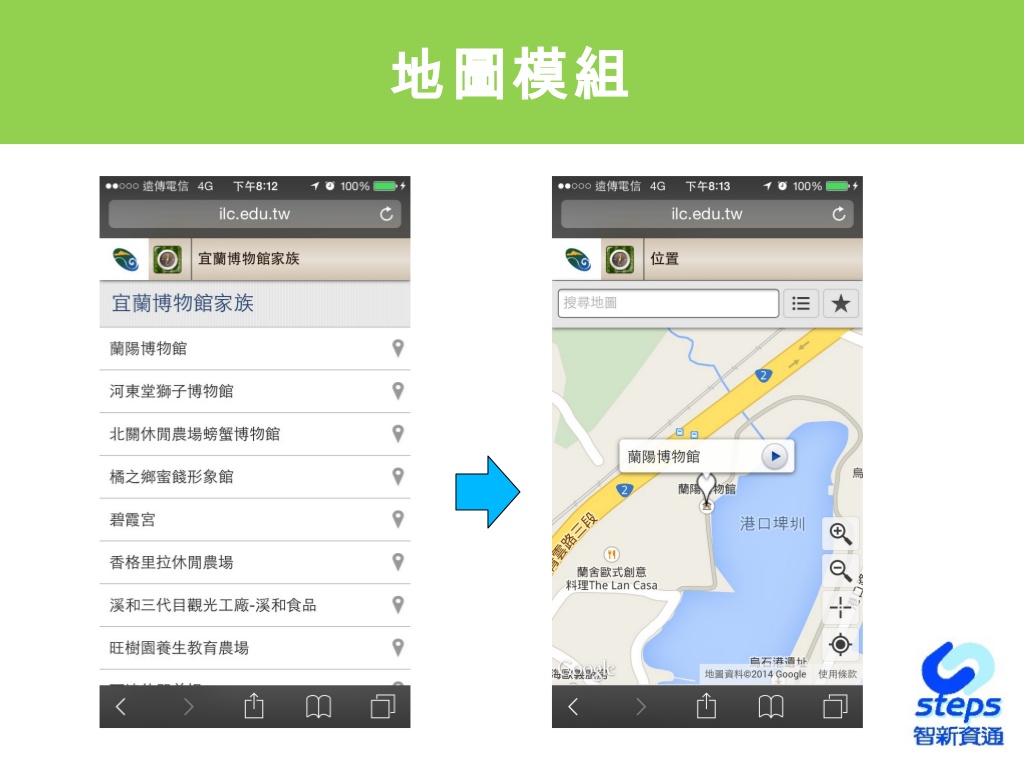 地圖模組
遠傳電信 4G 下午8:12 100%
ilc.edu.tw
宜蘭博物館家族
宜蘭博物館家族
蘭陽博物館
河東堂獅子博物館
北關休閒農場螃蟹博物館
橘之鄉蜜餞形象館
碧霞宮
香格里拉休閒農場
溪和三代目觀光工廠-溪和食品
旺樹園養生教育農場
遠傳電信 4G 下午8:13 100%
ilc.edu.tw
位置
搜尋地圖
2
蘭陽博物館
2
蘭陽 物館
港口埤圳
烏
雲路三段
蘭舍歐式創意
料理The Lan Casa
烏石港遺址
Google
地圖資料©2014 Google 使用條款
steps
智新資通